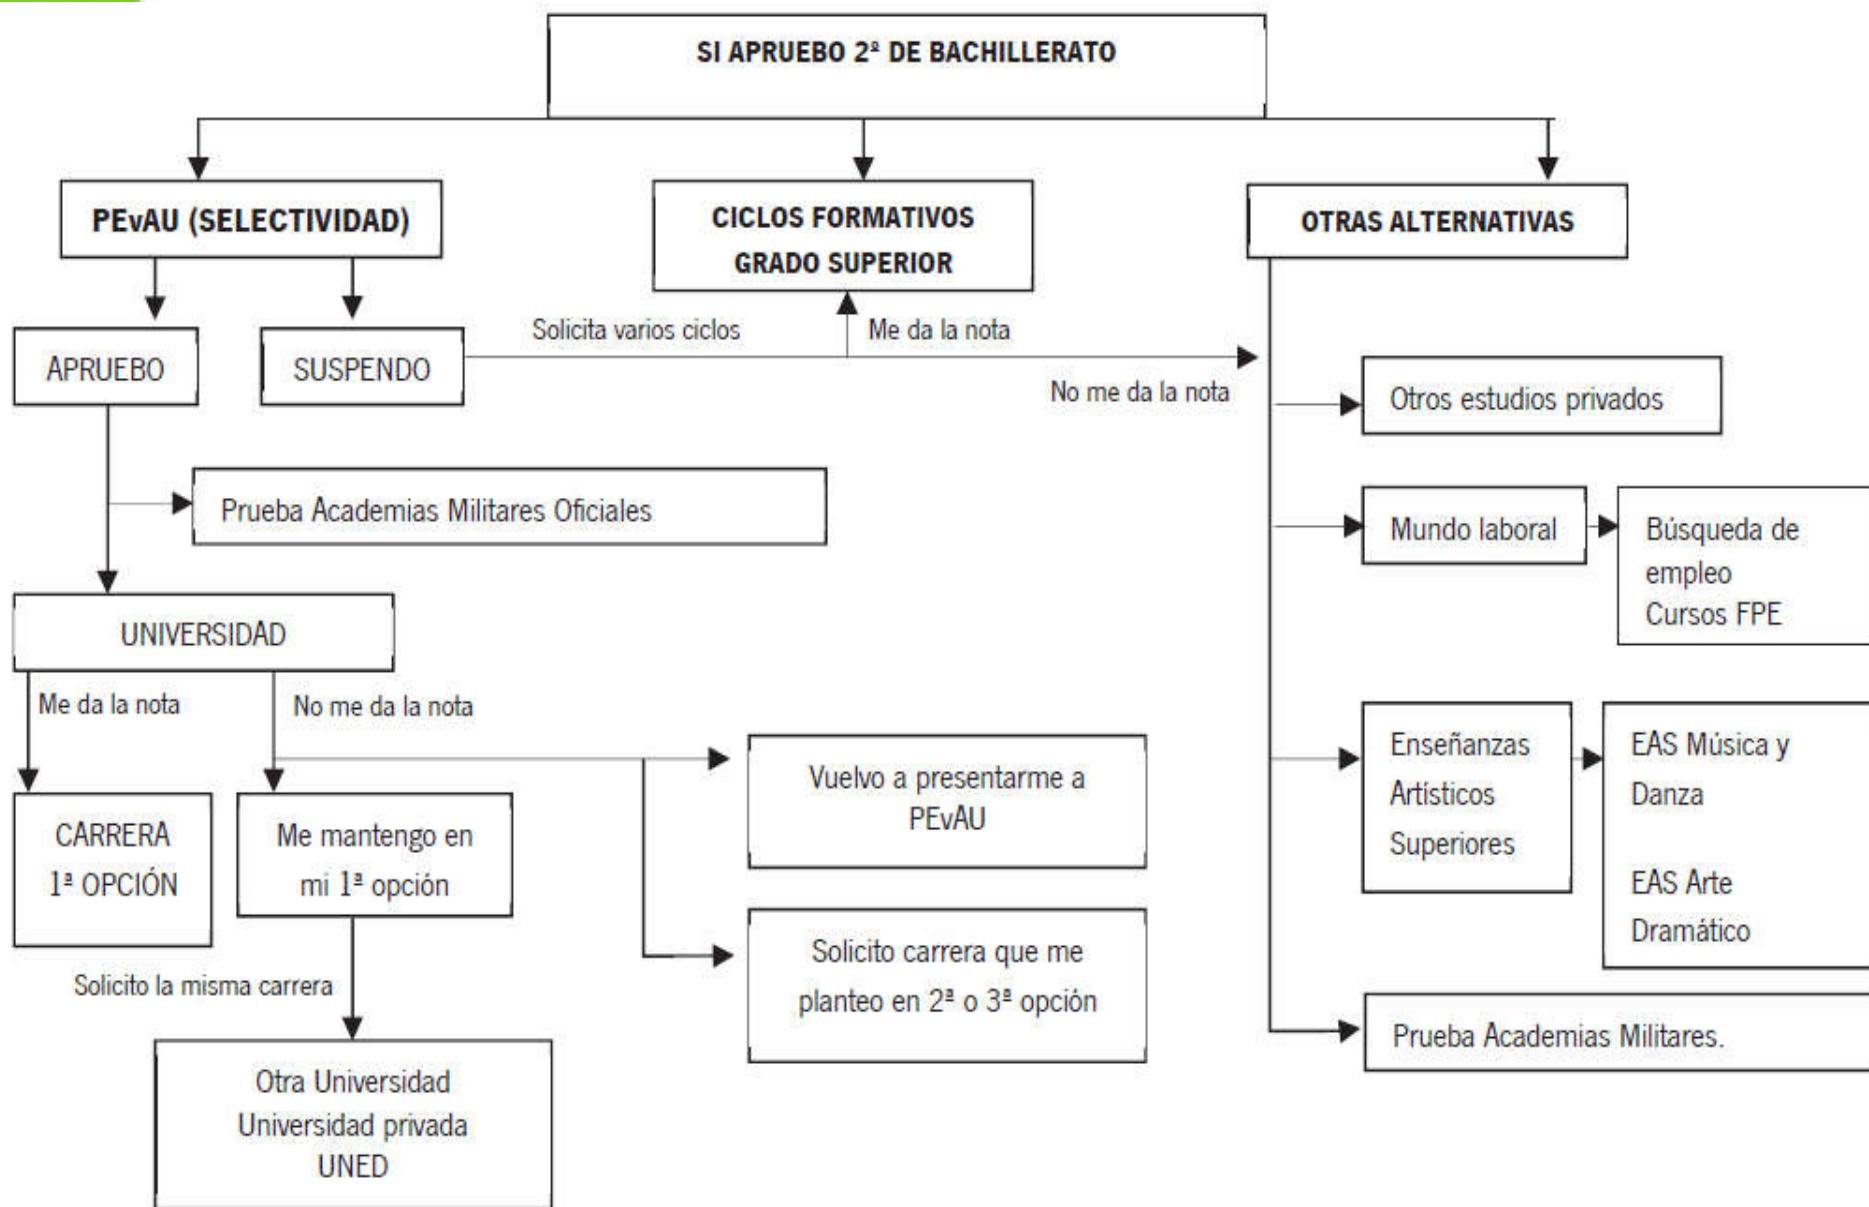 SI APRUEBO 2º DE BACHILLERATO
PEvAU (SELECTIVIDAD)
CICLOS FORMATIVOS
GRADO SUPERIOR
OTRAS ALTERNATIVAS
APRUEBO
SUSPENDO
Solicita varios ciclos
Me da la nota
No me da la nota
Otros estudios privados
Prueba Academias Militares Oficiales
Mundo laboral
Búsqueda de
empleo
Cursos FPE
UNIVERSIDAD
Me da la nota
No me da la nota
CARRERA
1ª OPCIÓN
Me mantengo en
mi 1ª opción
Vuelvo a presentarme a
PEvAU
Enseñanzas
Artísticos
Superiores
EAS Música y
Danza
EAS Arte
Dramático
Solicito carrera que me
planteo en 2ª o 3ª opción
Solicito la misma carrera
Prueba Academias Militares.
Otra Universidad
Universidad privada
UNED